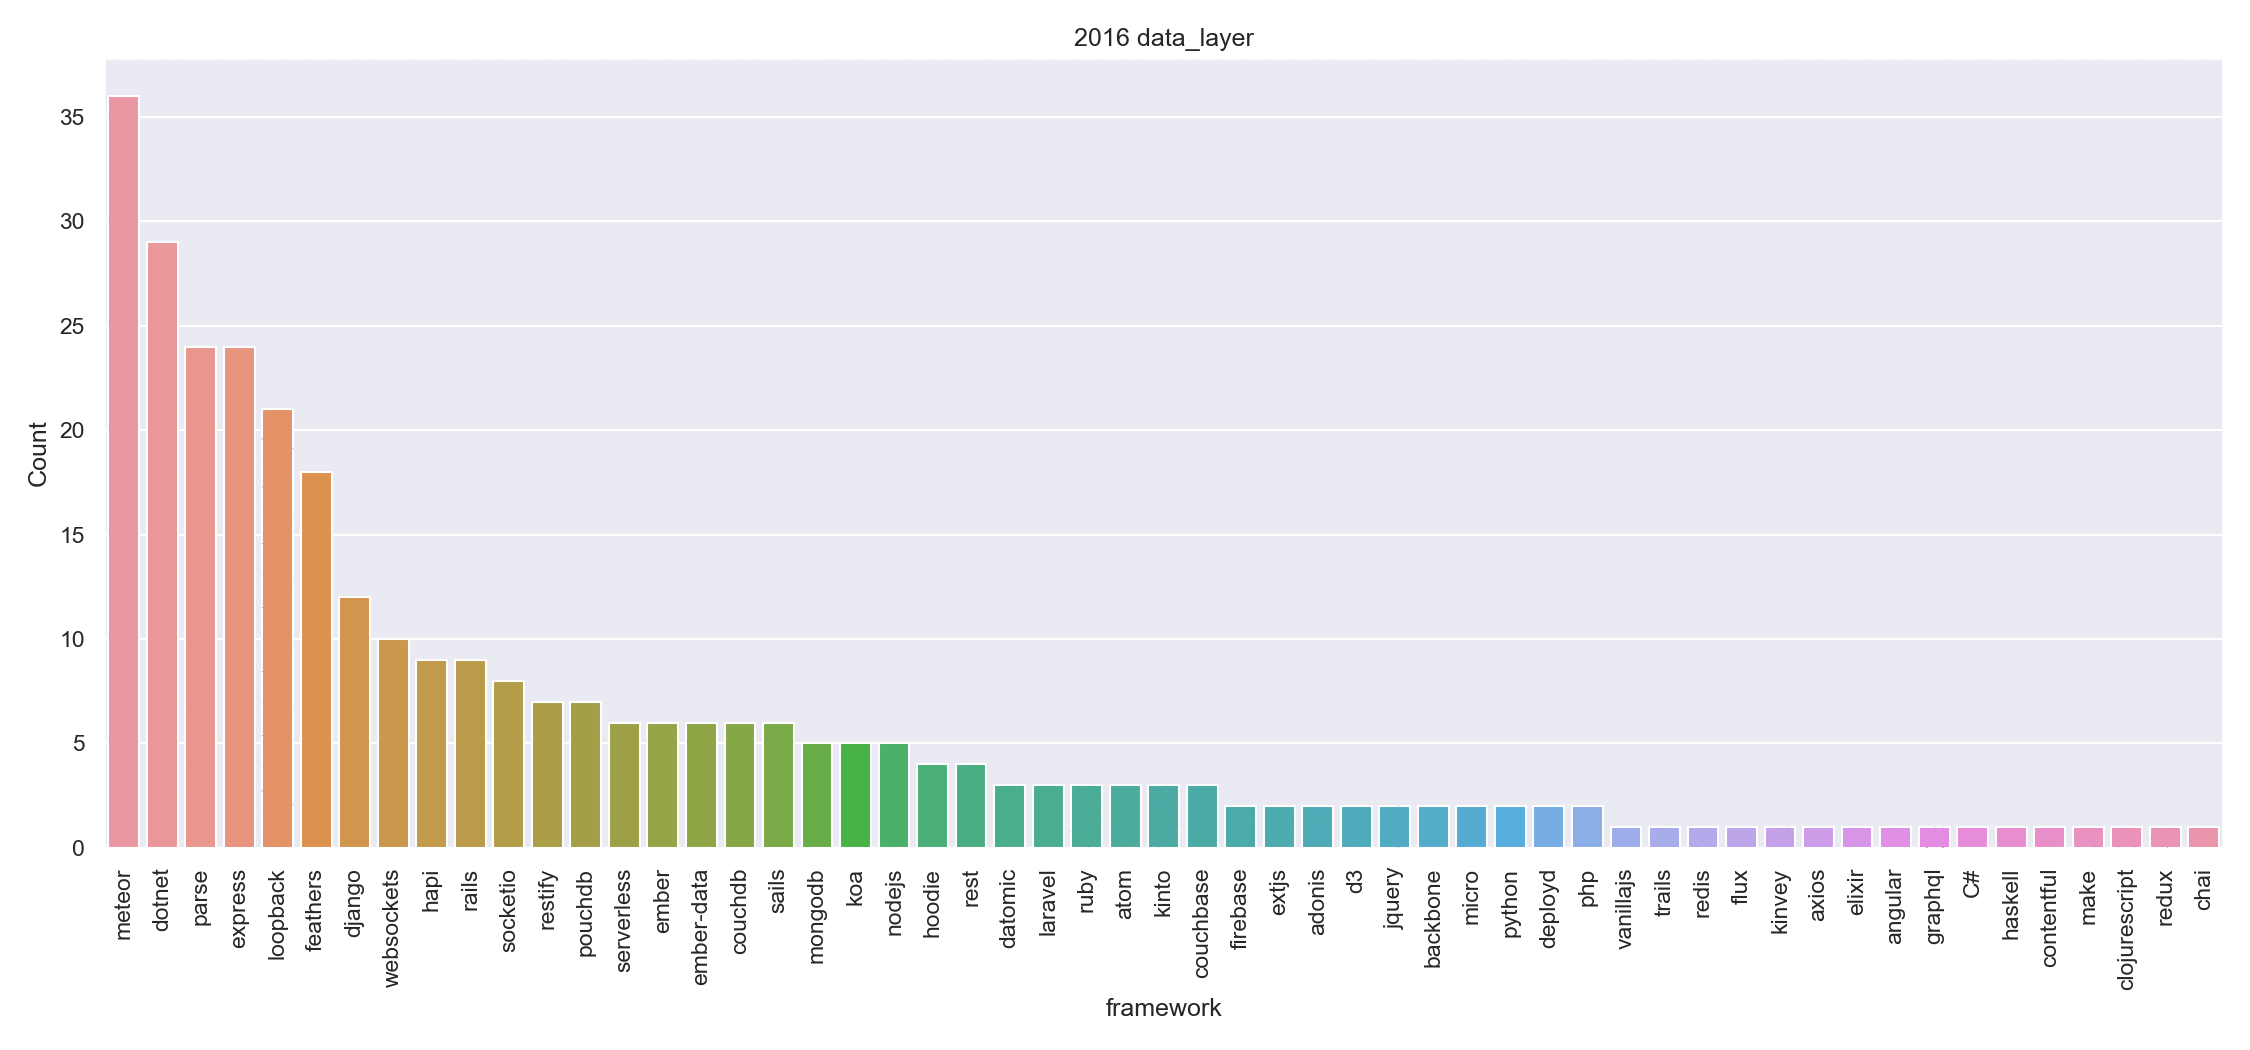 2016 data_layer
35
30
25
20
15
10
5
0
Count
meteor
dotnet
parse
express
loopback
feathers
django
websockets
hapi
rails
socketio
restify
pouchdb
serverless
ember
ember-data
couchdb
sails
mongodb
koa
nodejs
hoodie
rest
datomic
laravel
ruby
atom
kinto
couchbase
firebase
extjs
adonis
d3
jquery
backbone
micro
python
deployd
php
vanillajs
trails
redis
flux
kinvey
axios
elixir
angular
graphql
C#
haskell
contentful
make
clojurescript
redux
chai
framework